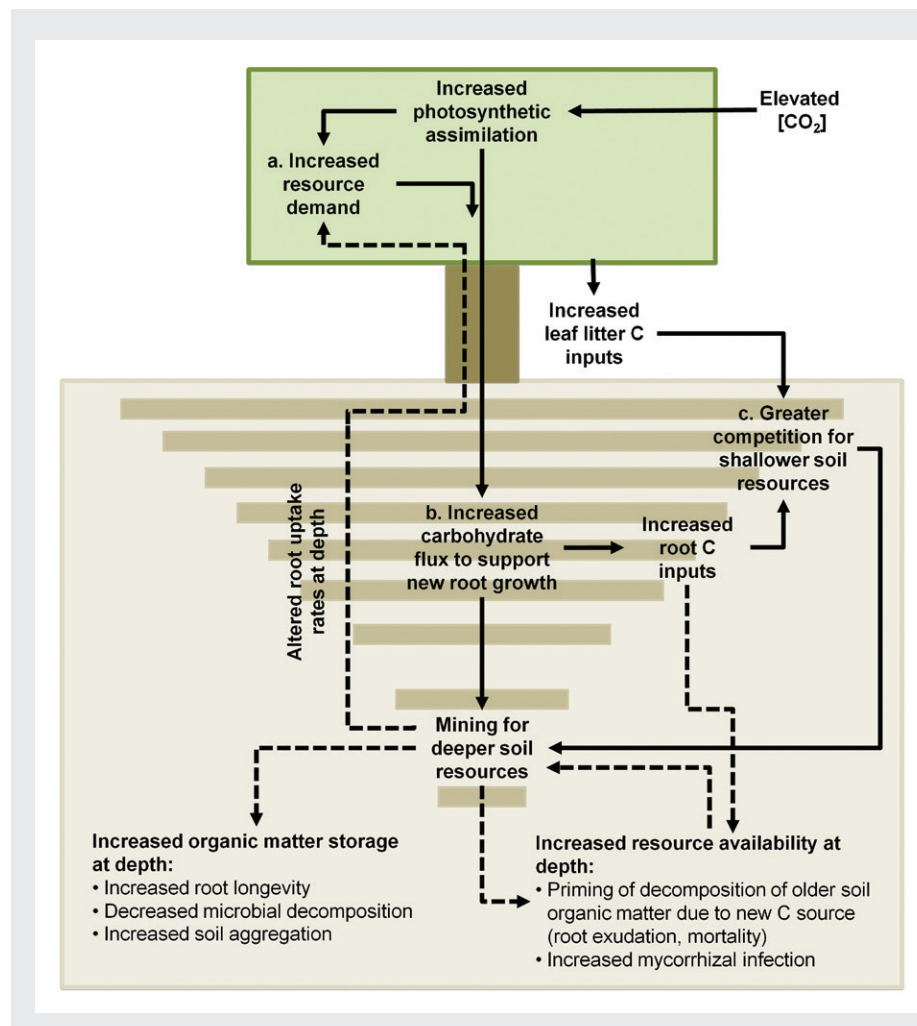 Increased
photosynthetic
assimilation
Elevated
[CO₂]
a. Increased
resource
demand
Increased
leaf litter C
inputs
c. Greater
competition for
shallower soil
resources
Altered root uptake
rates at depth
b. Increased
carbohydrate
flux to support
new root growth
Increased
root C
inputs
Mining for
deeper soil
resources
Increased organic matter storage
at depth:
• Increased root longevity
• Decreased microbial decomposition
• Increased soil aggregation
Increased resource availability at
depth:
• Priming of decomposition of older soil
organic matter due to new C source
(root exudation, mortality)
• Increased mycorrhizal infection